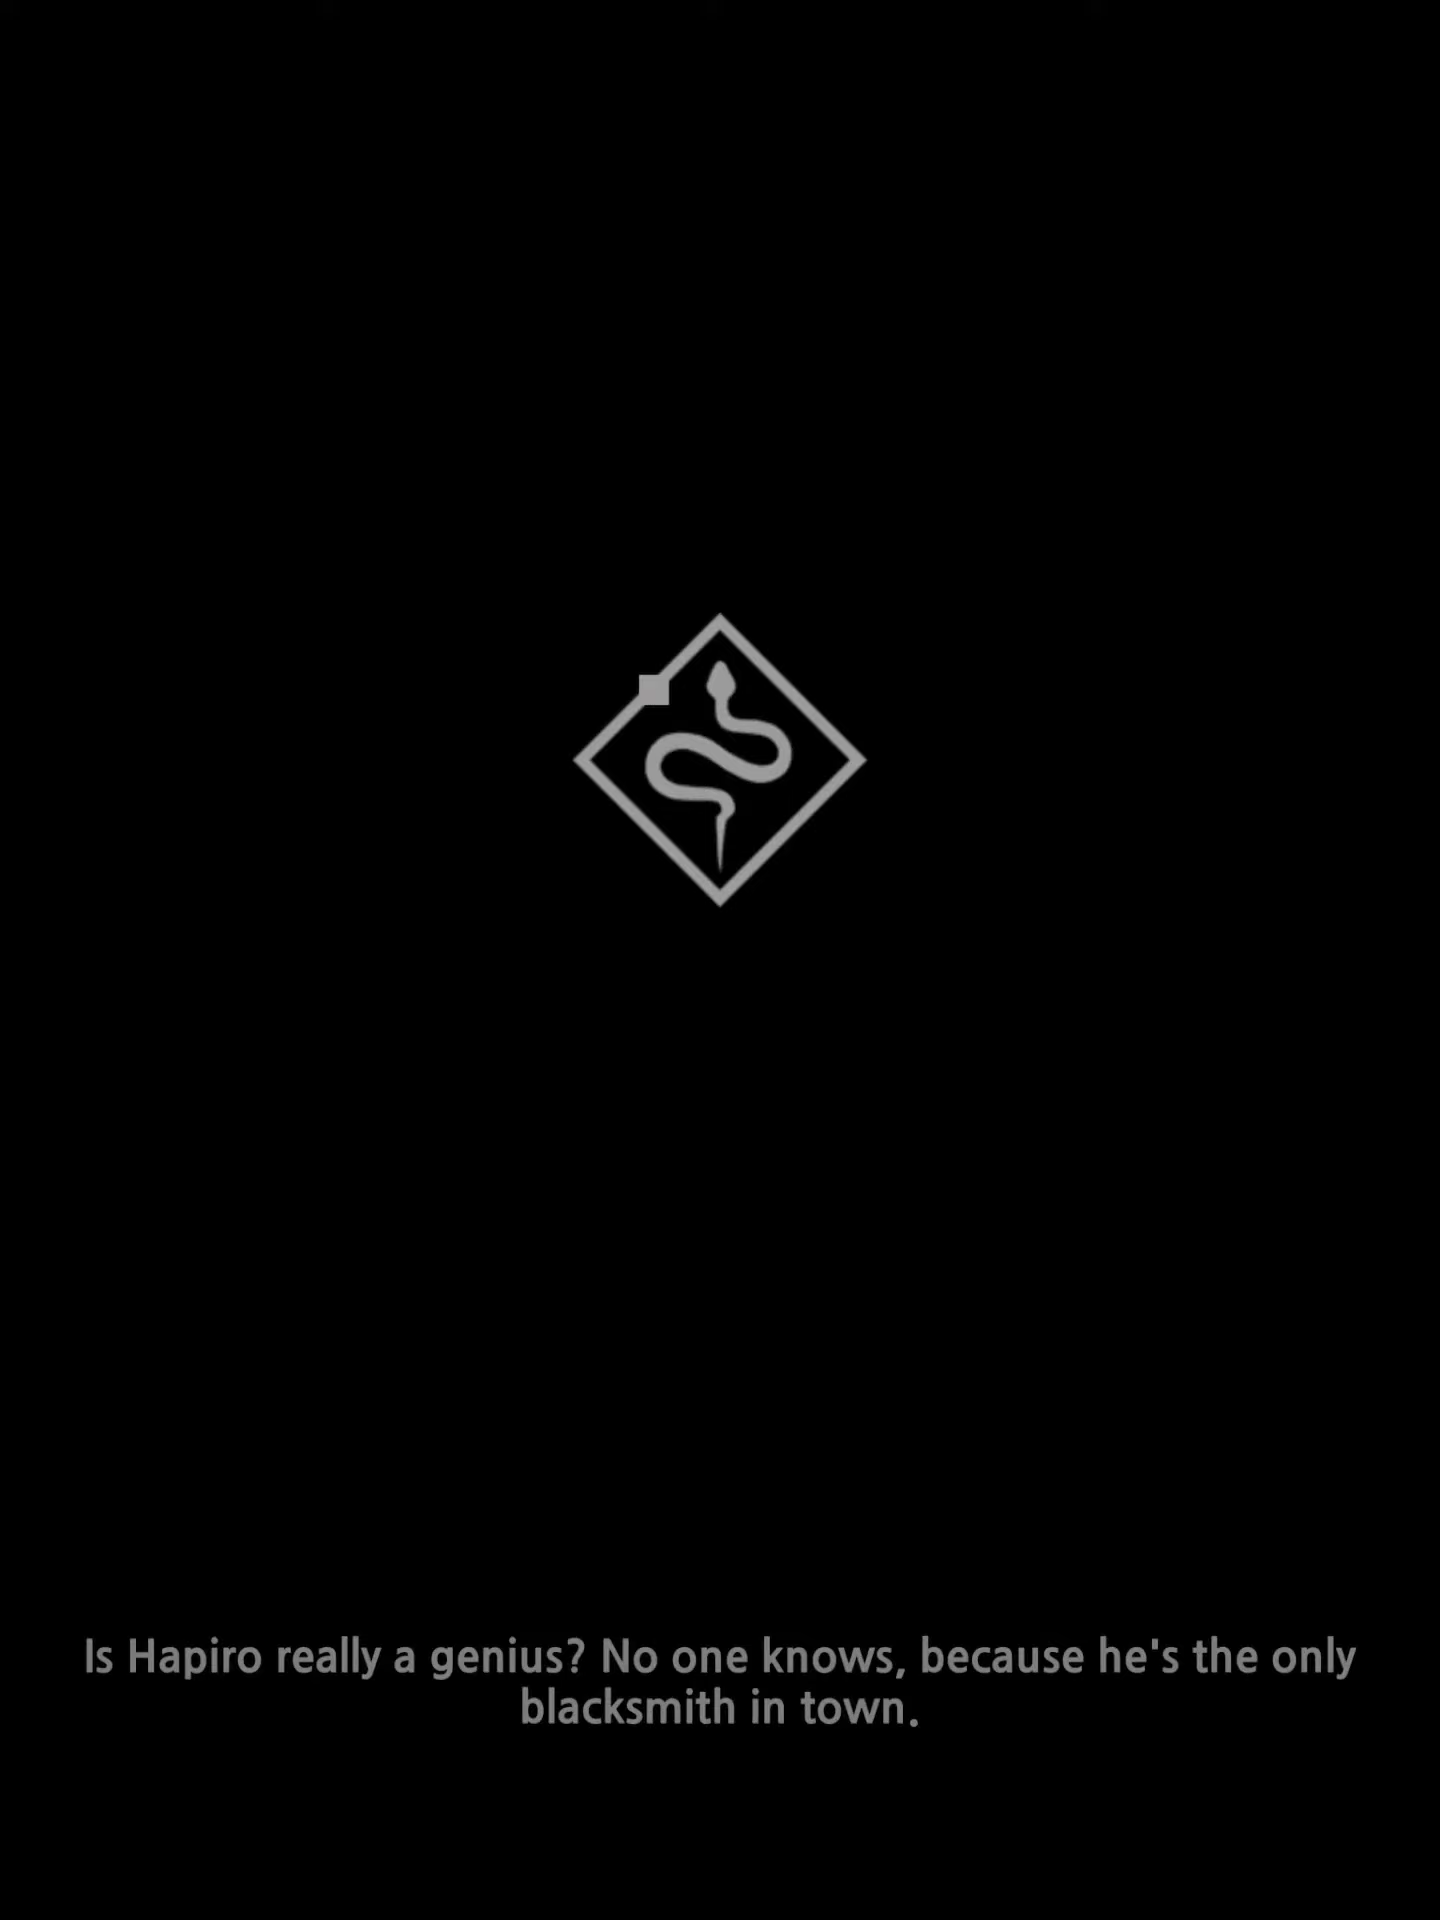 Is Hapiro really a genius? No one knows, because he's the only
blacksmith in town.